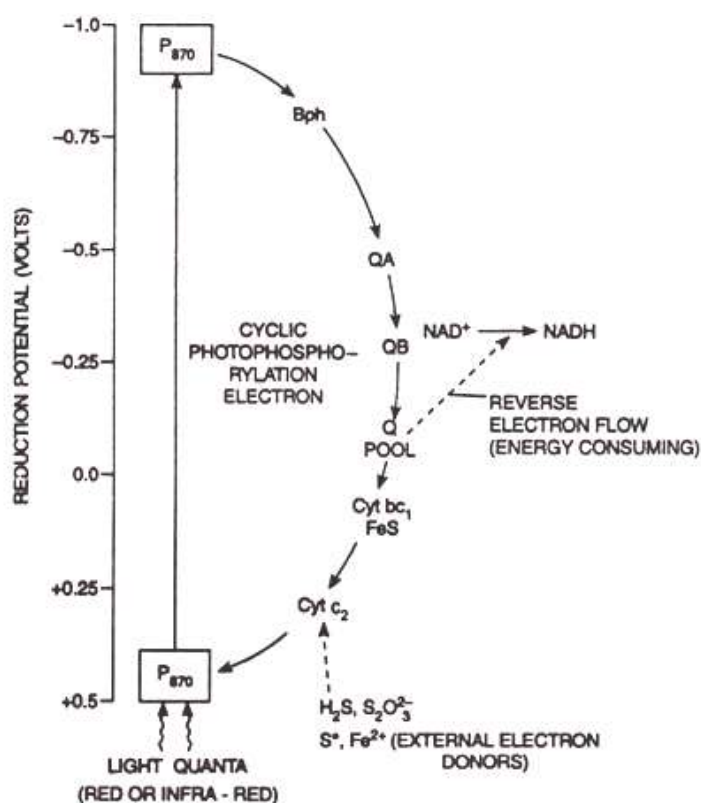 REDUCTION POTENTIAL (VOLTS)
−1.0
−0.75
−0.5
−0.25
0.0
+0.25
+0.5
P₈₇₀
Bph
QA
QB
NAD⁺
NADH
CYCLIC
PHOTOPHOSPHO—
RYLATION
ELECTRON
Q
POOL
REVERSE
ELECTRON FLOW
(ENERGY CONSUMING)
Cyt bc₁
FeS
Cyt c₂
P₈₇₀
H₂S, S₂O₃²⁻
S°, Fe²⁺ (EXTERNAL ELECTRON
DONORS)
LIGHT QUANTA
(RED OR INFRA - RED)